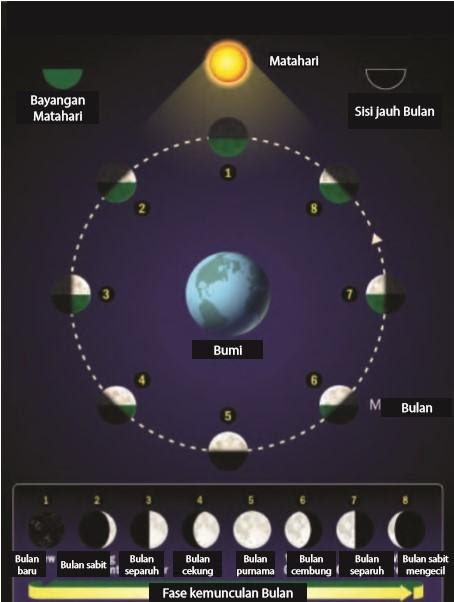 Matahari
Bayangan
Matahari
Sisi jauh Bulan
1
2
8
3
7
Bumi
4
6
5
M
Bulan
1 2 3 4 5 6 7 8
Bulan baru
Bulan sabit
Bulan separuh
Bulan cekung
Bulan purnama
Bulan cembung
Bulan separuh
Bulan sabit mengecil
Fase kemunculan Bulan